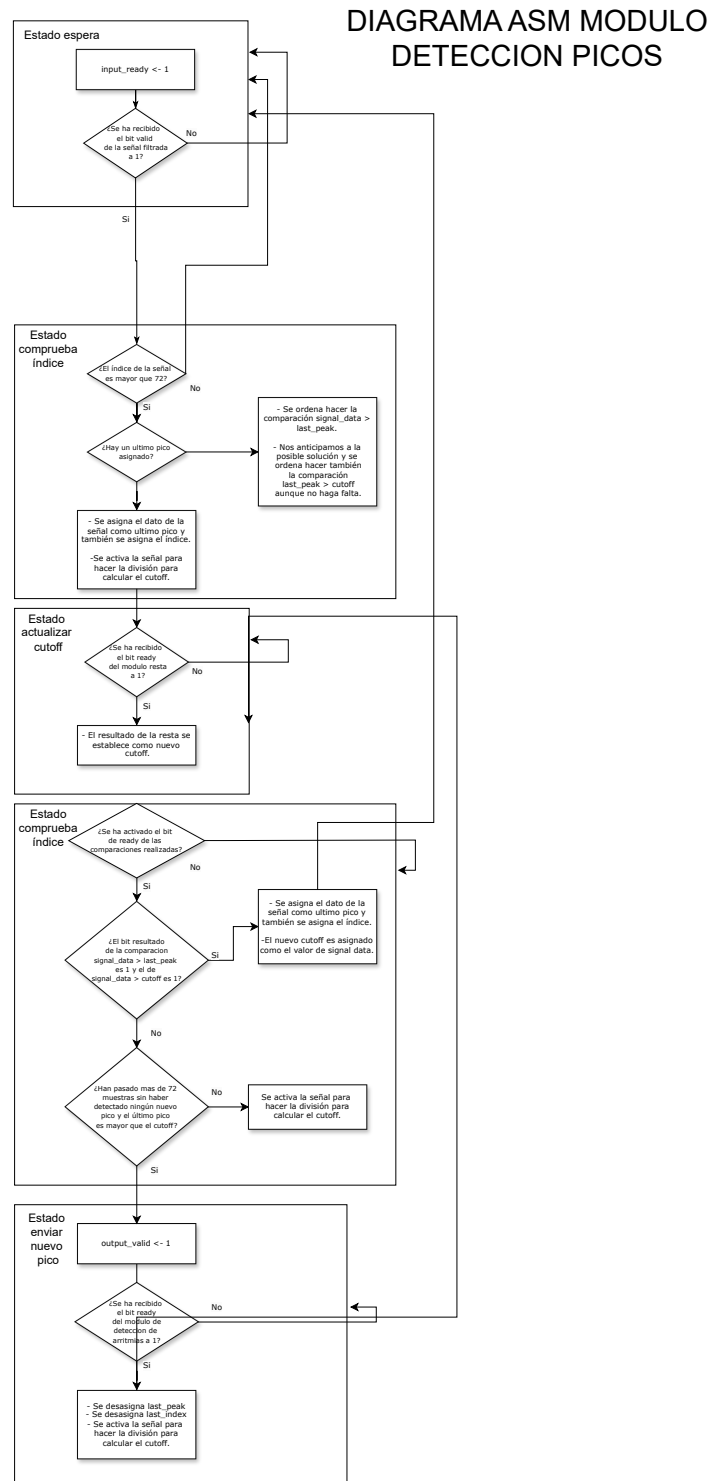 DIAGRAMA ASM MODULO
DETECCION PICOS
Estado espera
input_ready <- 1
¿Se ha recibido
el bit valid
de la señal filtrada
a 1?
No
Si
Estado
comprueba
índice
¿El índice de la señal
es mayor que 72?
No
Si
¿Hay un ultimo pico
asignado?
- Se ordena hacer la
comparación signal_data >
last_peak.
- Nos anticipamos a la
posible solución y se
ordena hacer también
la comparación
last_peak > cutoff
aunque no haga falta.
- Se asigna el dato de la
señal como ultimo pico y
también se asigna el índice.
-Se activa la señal para
hacer la división para
calcular el cutoff.
Estado
actualizar
cutoff
¿Se ha recibido
el bit ready
del modulo resta
a 1?
No
Si
- El resultado de la resta se
establece como nuevo
cutoff.
Estado
comprueba
índice
¿Se ha activado el bit
de ready de las
comparaciones realizadas?
No
Si
- Se asigna el dato de la
señal como ultimo pico y
también se asigna el índice.
-El nuevo cutoff es asignado
como el valor de signal data.
¿El bit resultado
de la comparacion
signal_data > last_peak
es 1 y el de
signal_data > cutoff es 1?
Si
No
¿Han pasado mas de 72
muestras sin haber
detectado ningún nuevo
pico y el último pico
es mayor que el cutoff?
No
Se activa la señal para
hacer la división para
calcular el cutoff.
Si
Estado
enviar
nuevo
pico
output_valid <- 1
¿Se ha recibido
el bit ready
del modulo de
deteccion de
arritmias a 1?
No
Si
- Se desasigna last_peak
- Se desasigna last_index
- Se activa la señal para
hacer la división para
calcular el cutoff.